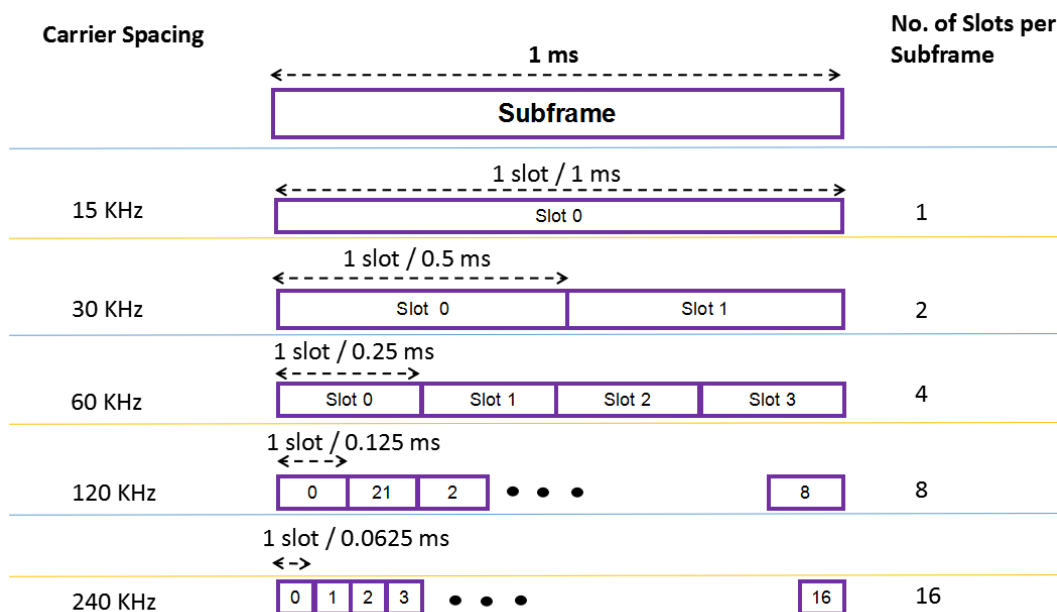 Carrier Spacing
No. of Slots per
Subframe
1 ms
Subframe
1 slot / 1 ms
15 KHz
Slot 0
1
1 slot / 0.5 ms
30 KHz
Slot 0
Slot 1
2
1 slot / 0.25 ms
60 KHz
Slot 0
Slot 1
Slot 2
Slot 3
4
1 slot / 0.125 ms
120 KHz
0
21
2
8
8
1 slot / 0.0625 ms
240 KHz
0
1
2
3
16
16